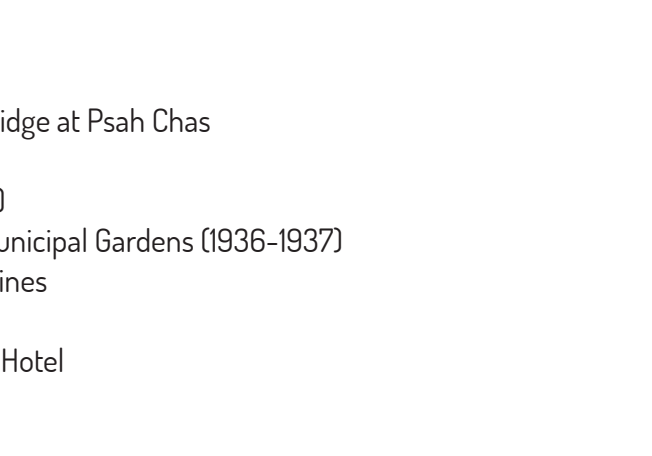 idge at Psah Chas
)
unicipal Gardens (1936-1937)
ines
Hotel